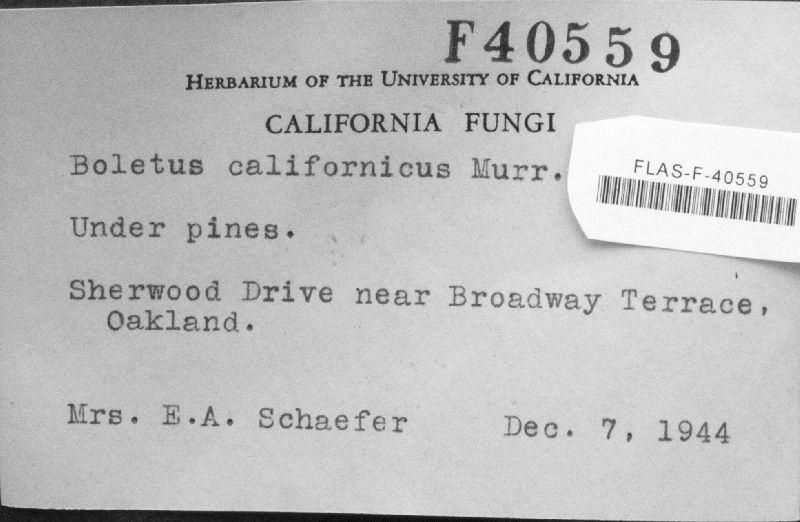 F40559
HERBARIUM OF THE UNIVERSITY OF CALIFORNIA
CALIFORNIA FUNGI
Boletus californicus Murr.
FLAS-F-40559
Under pines.
Sherwood Drive near Broadway Terrace,
Oakland.
Mrs. E.A. Schaefer Dec. 7, 1944